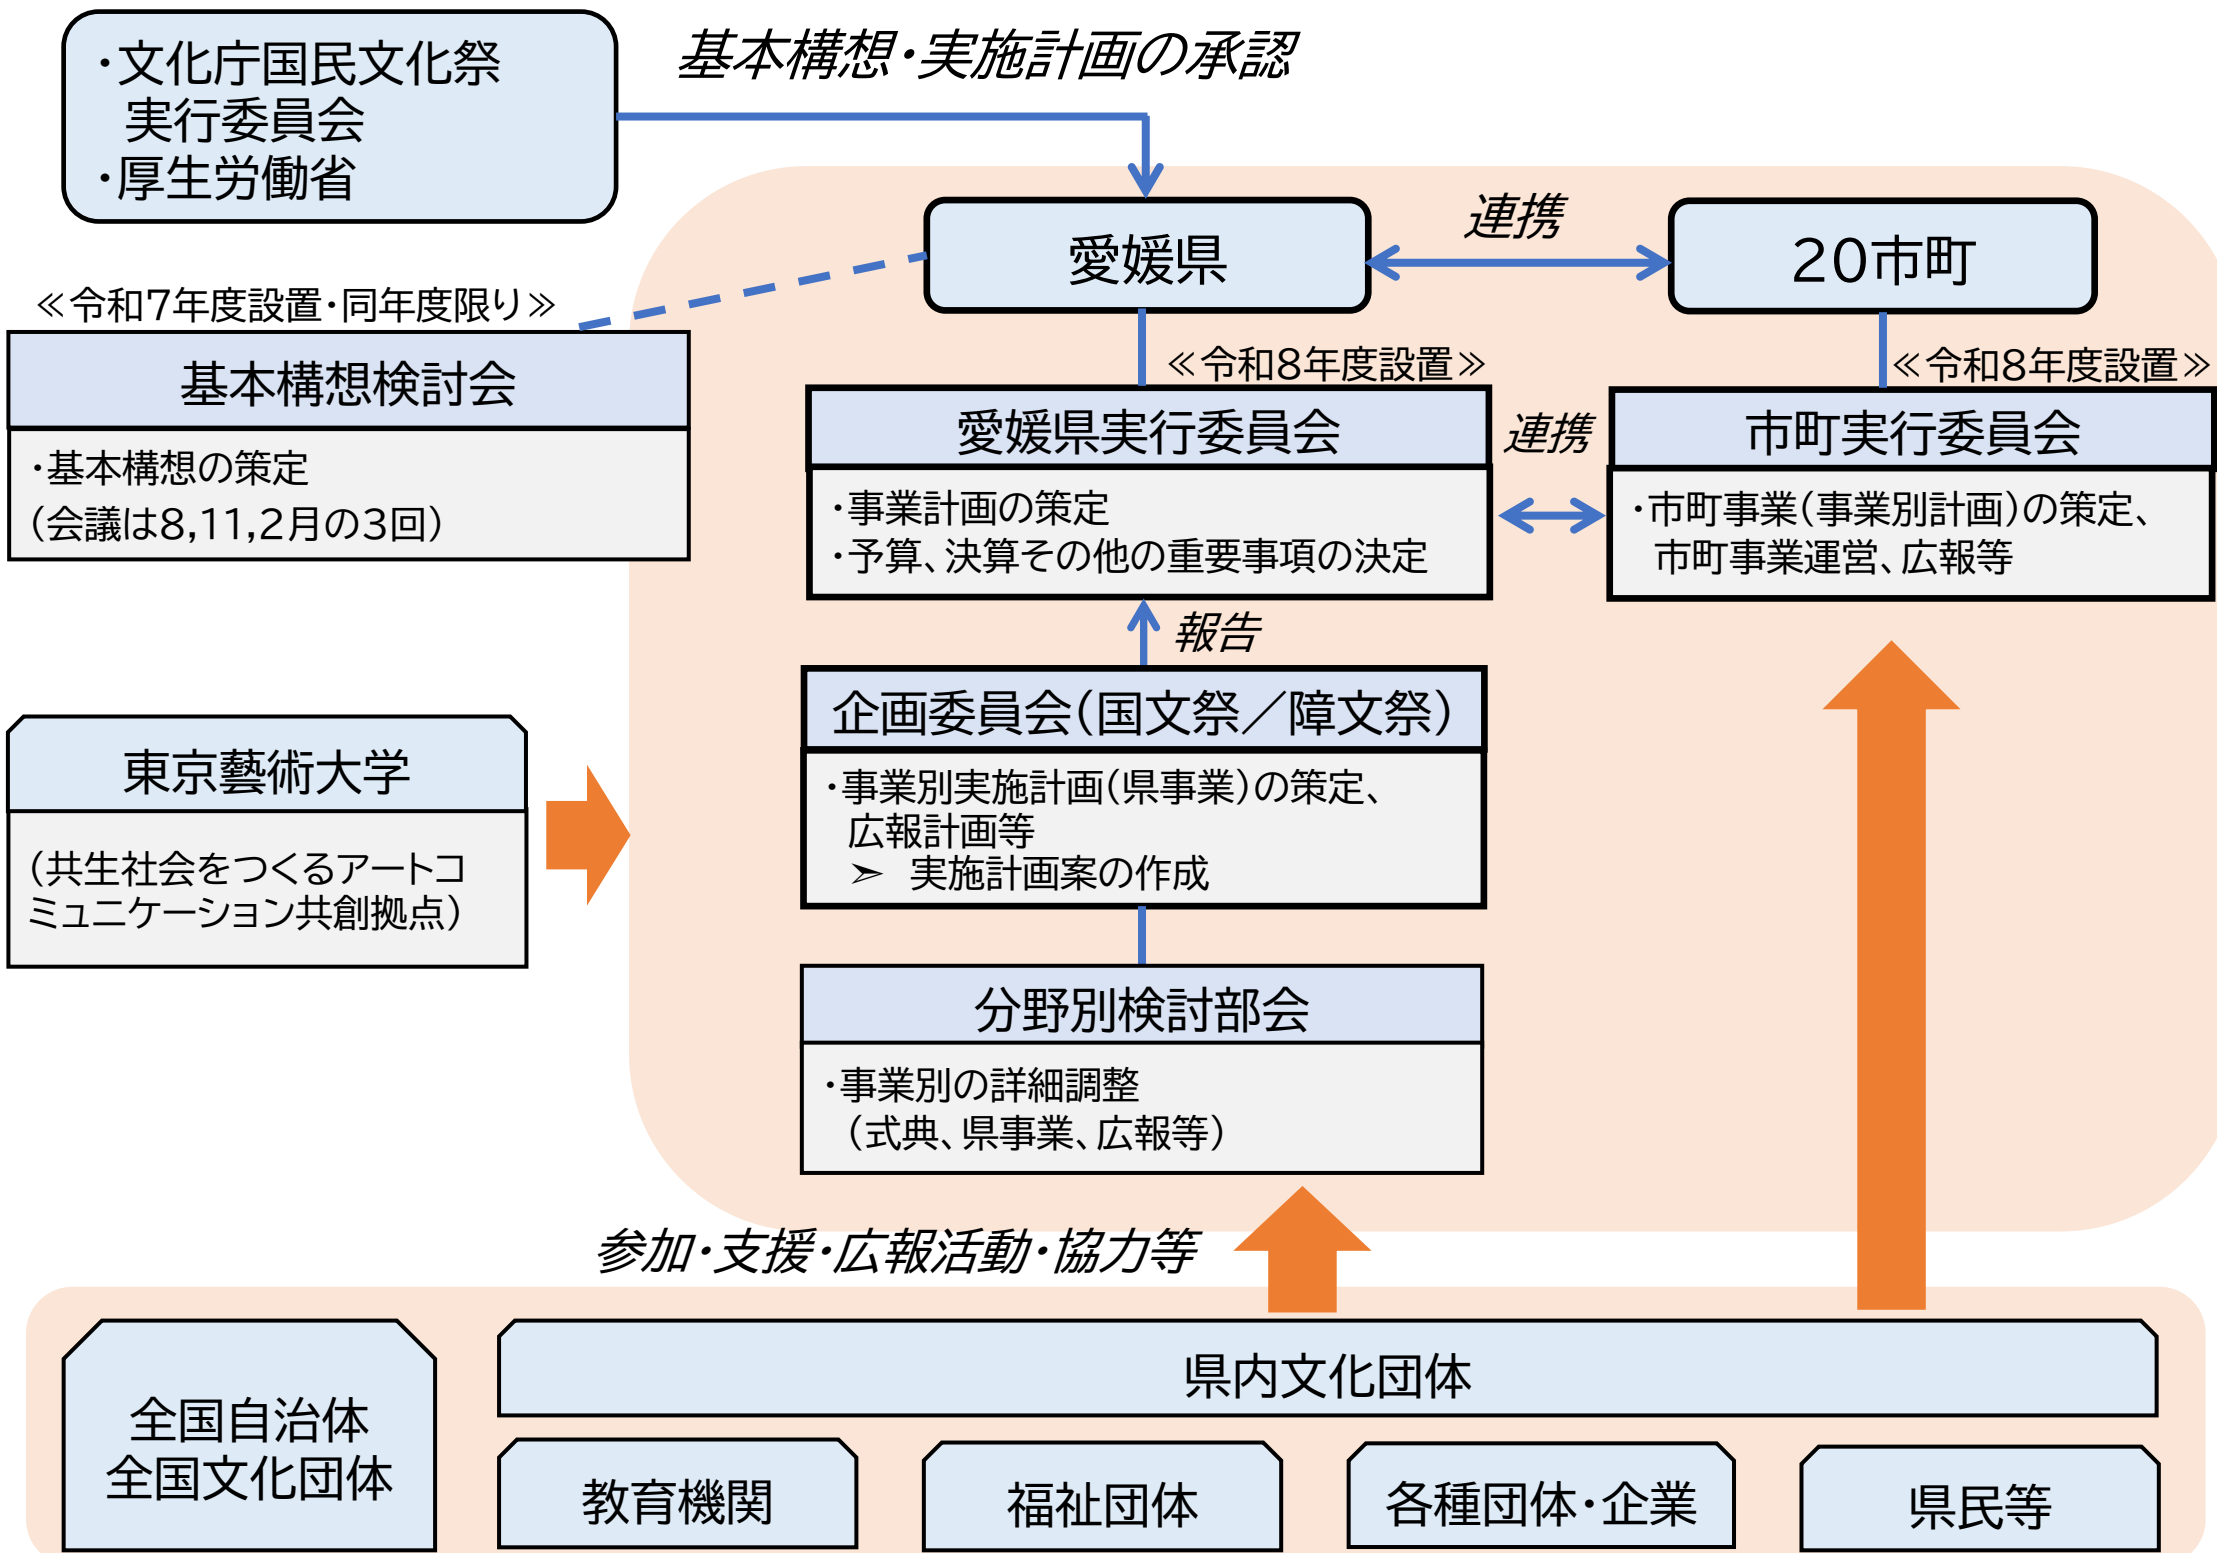 ・文化庁国民文化祭
実行委員会
・厚生労働省
基本構想・実施計画の承認
愛媛県
連携
20市町
≪令和7年度設置・同年度限り≫
基本構想検討会
・基本構想の策定
（会議は8,11,2月の3回）
≪令和8年度設置≫
愛媛県実行委員会
・事業計画の策定
・予算、決算その他の重要事項の決定
連携
≪令和8年度設置≫
市町実行委員会
・市町事業（事業別計画）の策定、
市町事業運営、広報等
報告
企画委員会（国文祭／障文祭）
・事業別実施計画（県事業）の策定、
広報計画等
➢ 実施計画案の作成
東京藝術大学
（共生社会をつくるアートコ
ミュニケーション共創拠点）
分野別検討部会
・事業別の詳細調整
（式典、県事業、広報等）
参加・支援・広報活動・協力等
全国自治体
全国文化団体
県内文化団体
教育機関
福祉団体
各種団体・企業
県民等